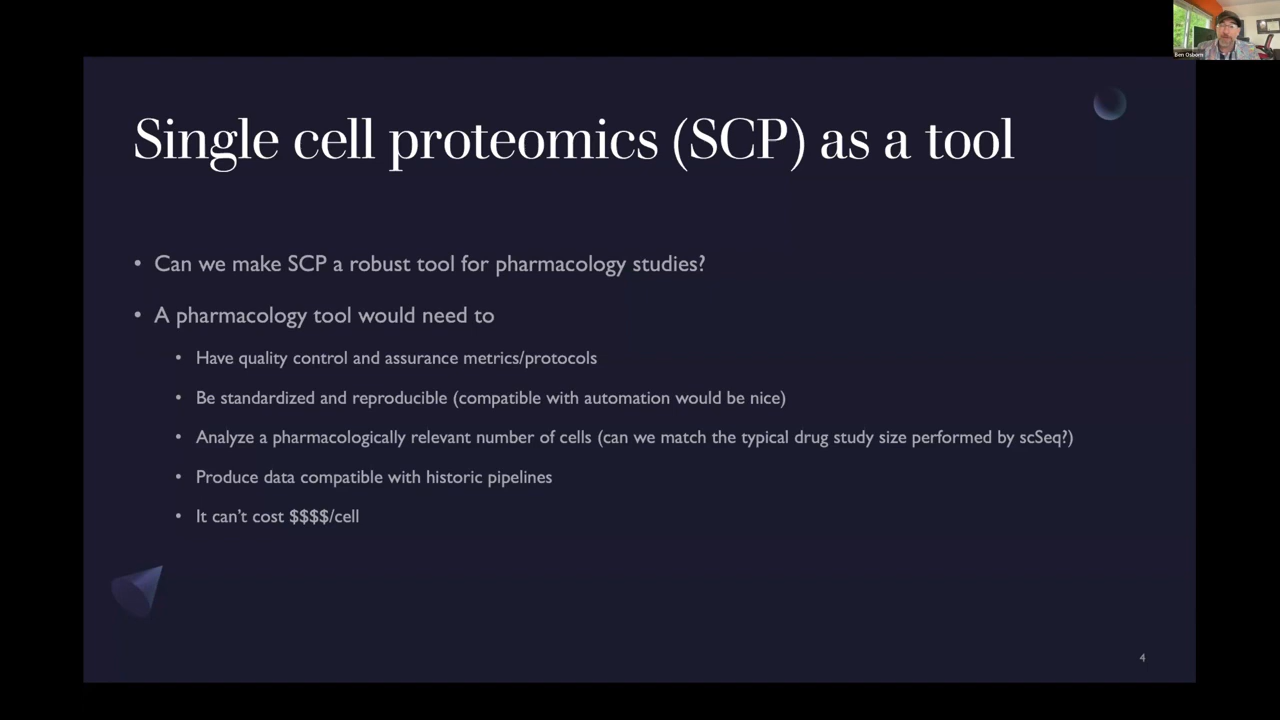 Ben Osborn
Single cell proteomics (SCP) as a tool
• Can we make SCP a robust tool for pharmacology studies?
• A pharmacology tool would need to
• Have quality control and assurance metrics/protocols
• Be standardized and reproducible (compatible with automation would be nice)
• Analyze a pharmacologically relevant number of cells (can we match the typical drug study size performed by scSeq?)
• Produce data compatible with historic pipelines
• It can’t cost $$$$/cell
4